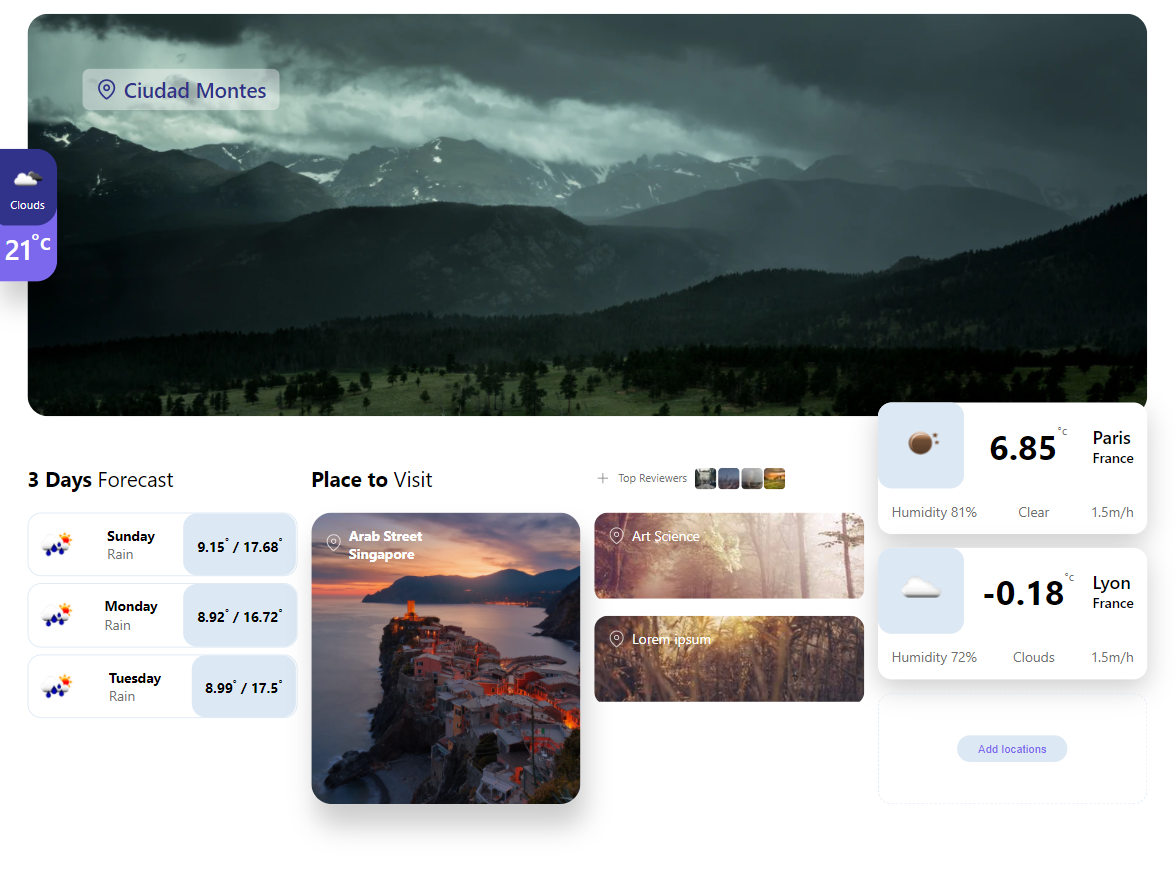 Ciudad Montes
Clouds
21°c
3 Days Forecast
Sunday
Rain
9.15° / 17.68°
Monday
Rain
8.92° / 16.72°
Tuesday
Rain
8.99° / 17.5°
Place to Visit
Arab Street
Singapore
+ Top Reviewers
Art Science
Lorem ipsum
6.85°c
Paris
France
Humidity 81% Clear 1.5m/h
-0.18°c
Lyon
France
Humidity 72% Clouds 1.5m/h
Add locations